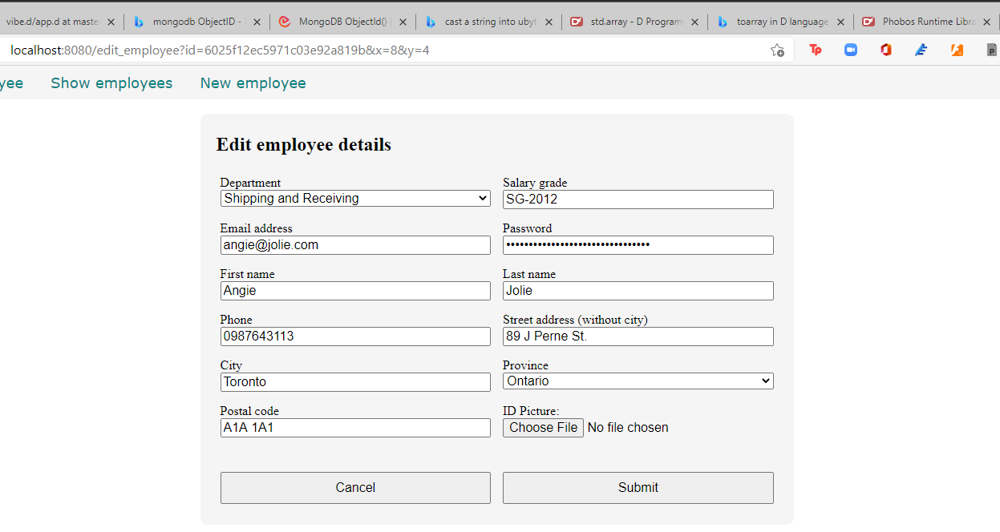 vibe.d/app.d at maste mongodb ObjectID - MongoDB ObjectId() cast a string into ubyt std.array - D Program toarray in D language Phobos Runtime Libra
localhost:8080/edit_employee?id=6025f12ec5971c03e92a819b&x=8&y=4
yee Show employees New employee
Edit employee details
Department Salary grade
Shipping and Receiving SG-2012
Email address Password
angie@jolie.com ••••••••••••••••••••••••••••••••
First name Last name
Angie Jolie
Phone Street address (without city)
0987643113 89 J Perne St.
City Province
Toronto Ontario
Postal code ID Picture:
A1A 1A1 Choose File No file chosen
Cancel Submit